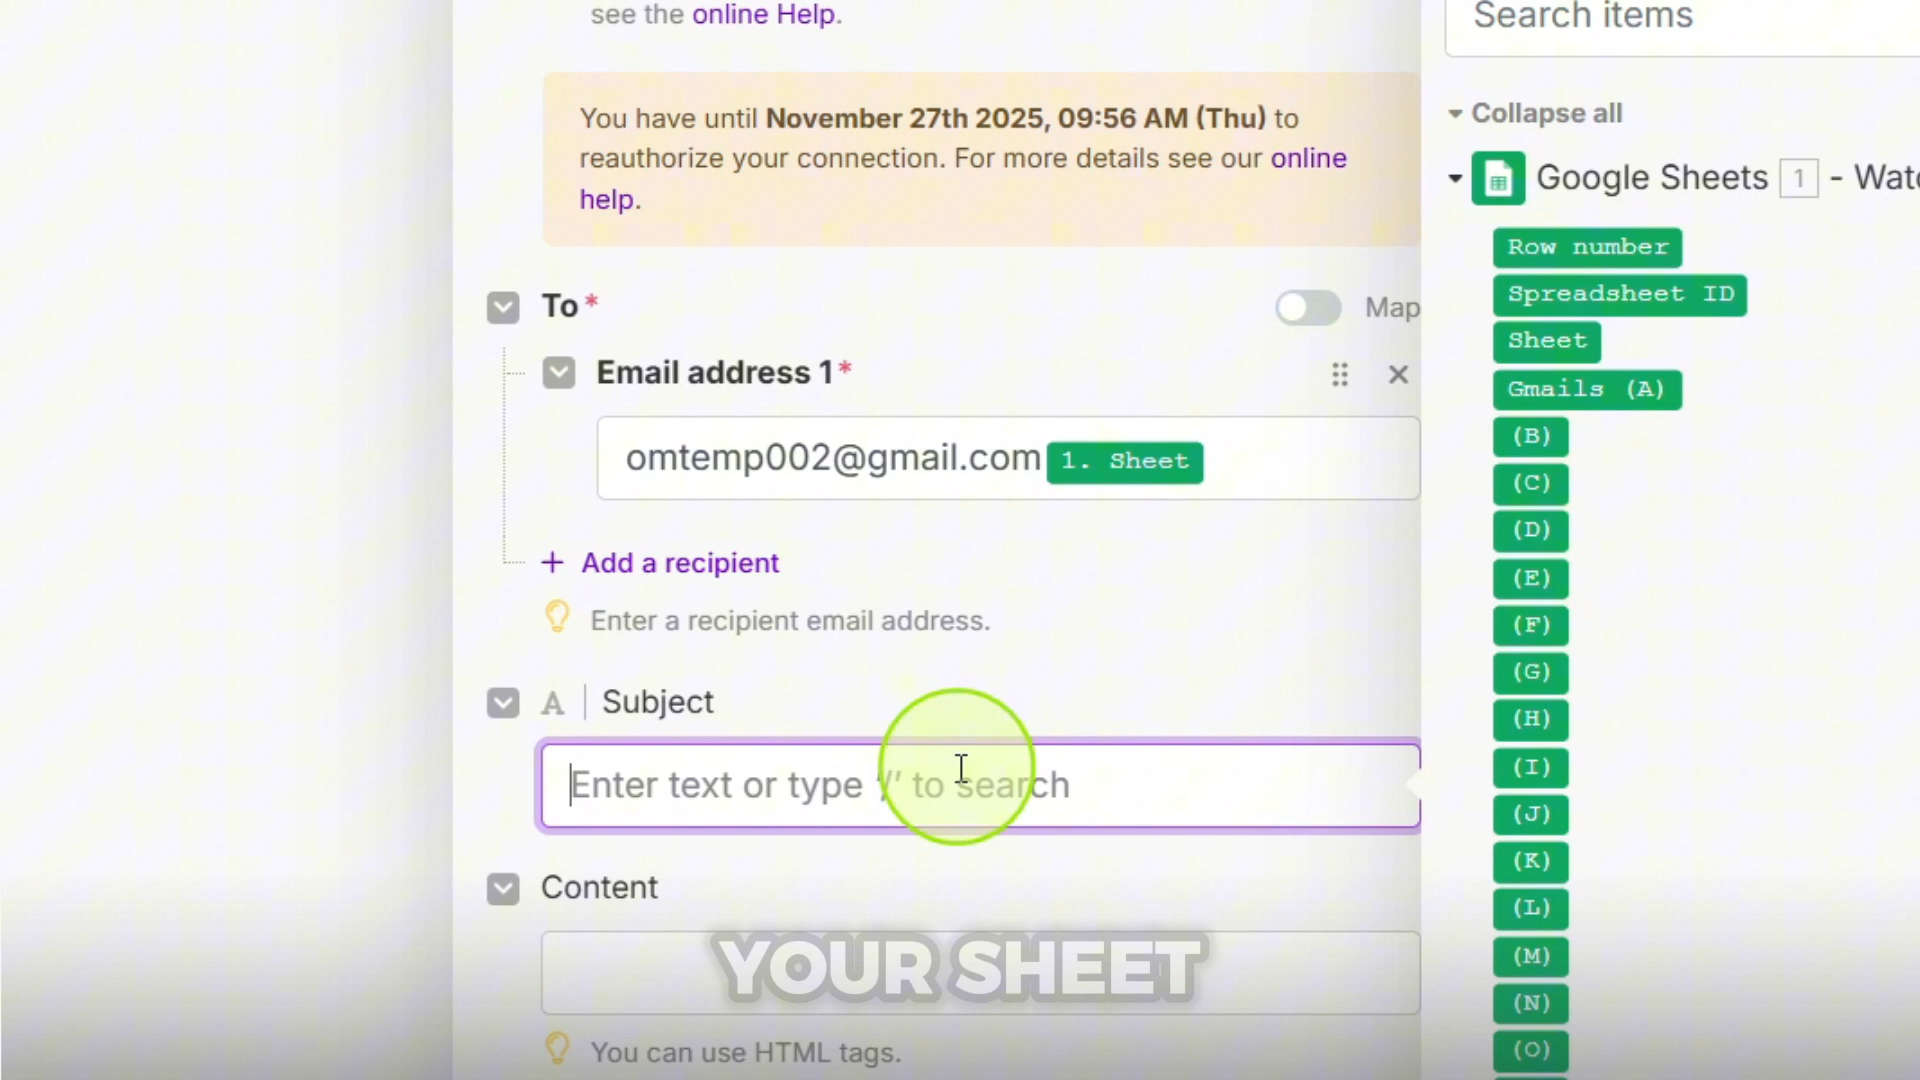 see the online Help.
You have until November 27th 2025, 09:56 AM (Thu) to
reauthorize your connection. For more details see our online
help.
To*
Map
Email address 1*
omtemp002@gmail.com 1. Sheet
+ Add a recipient
Enter a recipient email address.
A Subject
Enter text or type '/' to search
Content
YOUR SHEET
You can use HTML tags.
Search items
Collapse all
Google Sheets 1 - Watc
Row number
Spreadsheet ID
Sheet
Gmails (A)
(B)
(C)
(D)
(E)
(F)
(G)
(H)
(I)
(J)
(K)
(L)
(M)
(N)
(O)